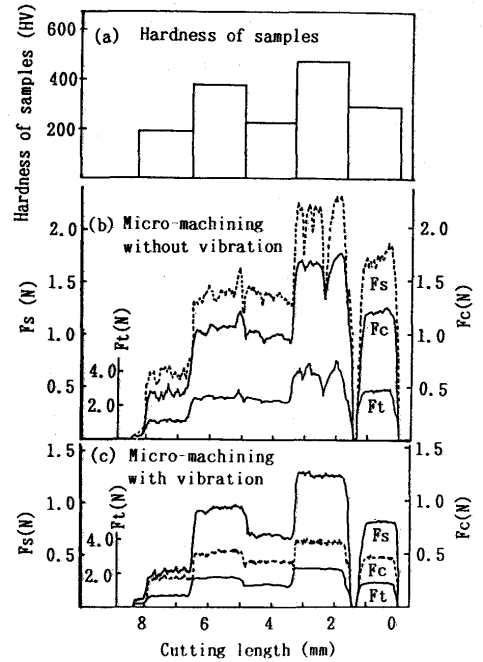 Hardness of samples (HV)
600
400
200
(a) Hardness of samples
Fs (N)
2.0
1.5
1.0
0.5
Ft(N)
4.0
2.0
(b) Micro-machining
without vibration
Fs
Fc
Ft
Fc(N)
2.0
1.5
1.0
0.5
Fs(N)
1.5
1.0
0.5
Ft(N)
4.0
2.0
(c) Micro-machining
with vibration
Fs
Fc
Ft
Fc(N)
1.5
1.0
0.5
8 6 4 2 0
Cutting length (mm)